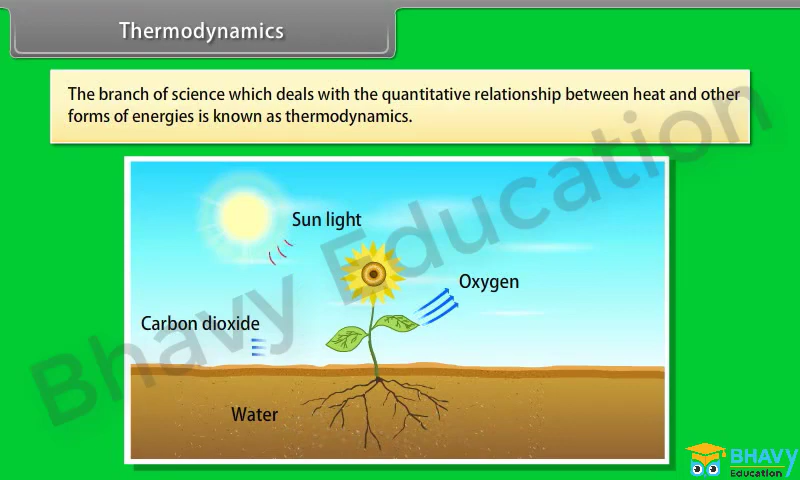 Thermodynamics
The branch of science which deals with the quantitative relationship between heat and other
forms of energies is known as thermodynamics.
Sun light
Oxygen
Carbon dioxide
Water
Bhavy Education
BHAVY
Education